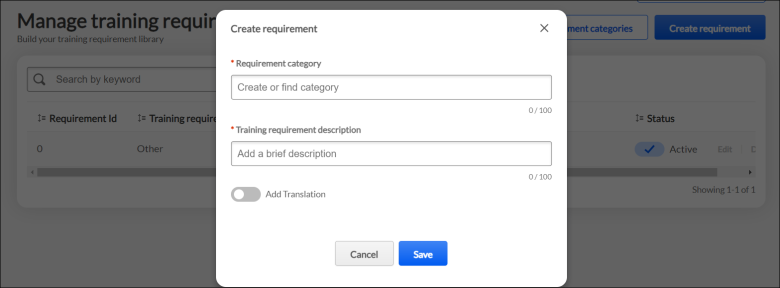 Manage training requir
Build your training requirement library
ment categories
Create requirement
Search by keyword
Requirement Id
Training require
Status
0
Other
Active
Edit
D
Showing 1-1 of 1
Create requirement
* Requirement category
Create or find category
0 / 100
* Training requirement description
Add a brief description
0 / 100
Add Translation
Cancel
Save